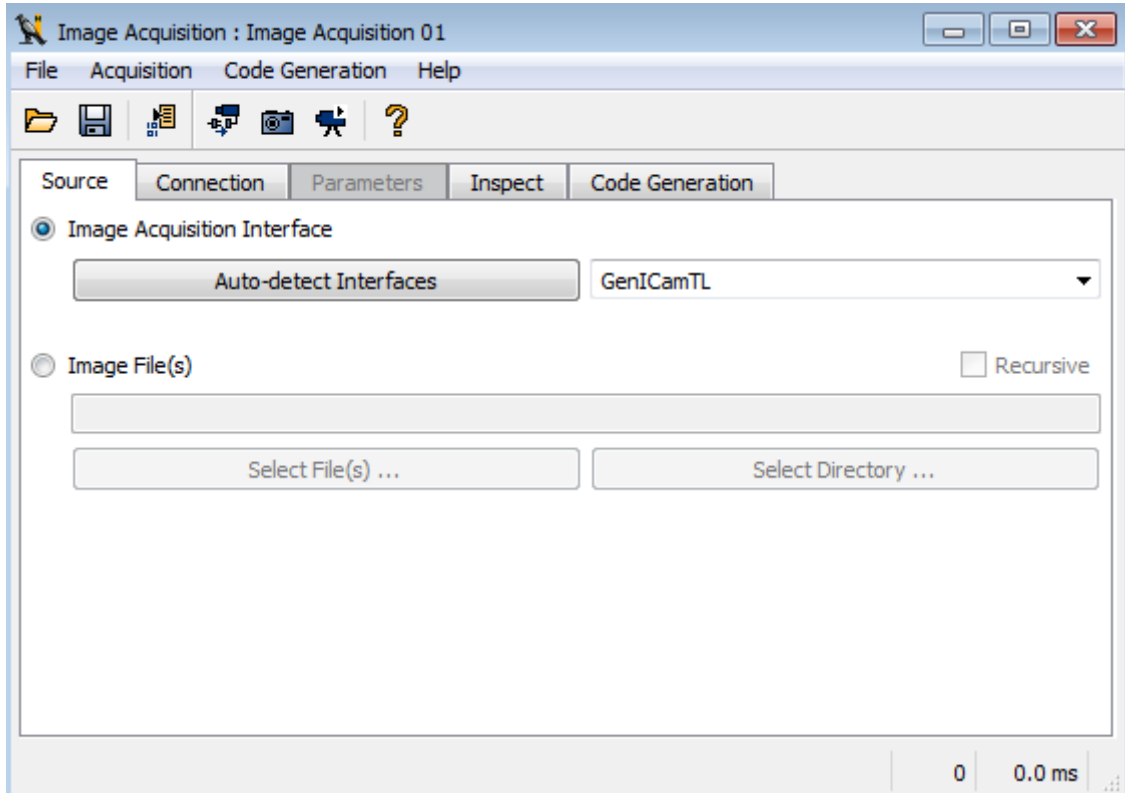 Image Acquisition : Image Acquisition 01
File Acquisition Code Generation Help
Source Connection Parameters Inspect Code Generation
Image Acquisition Interface
Auto-detect Interfaces GenICamTL
Image File(s) Recursive
Select File(s) ... Select Directory ...
0 0.0 ms